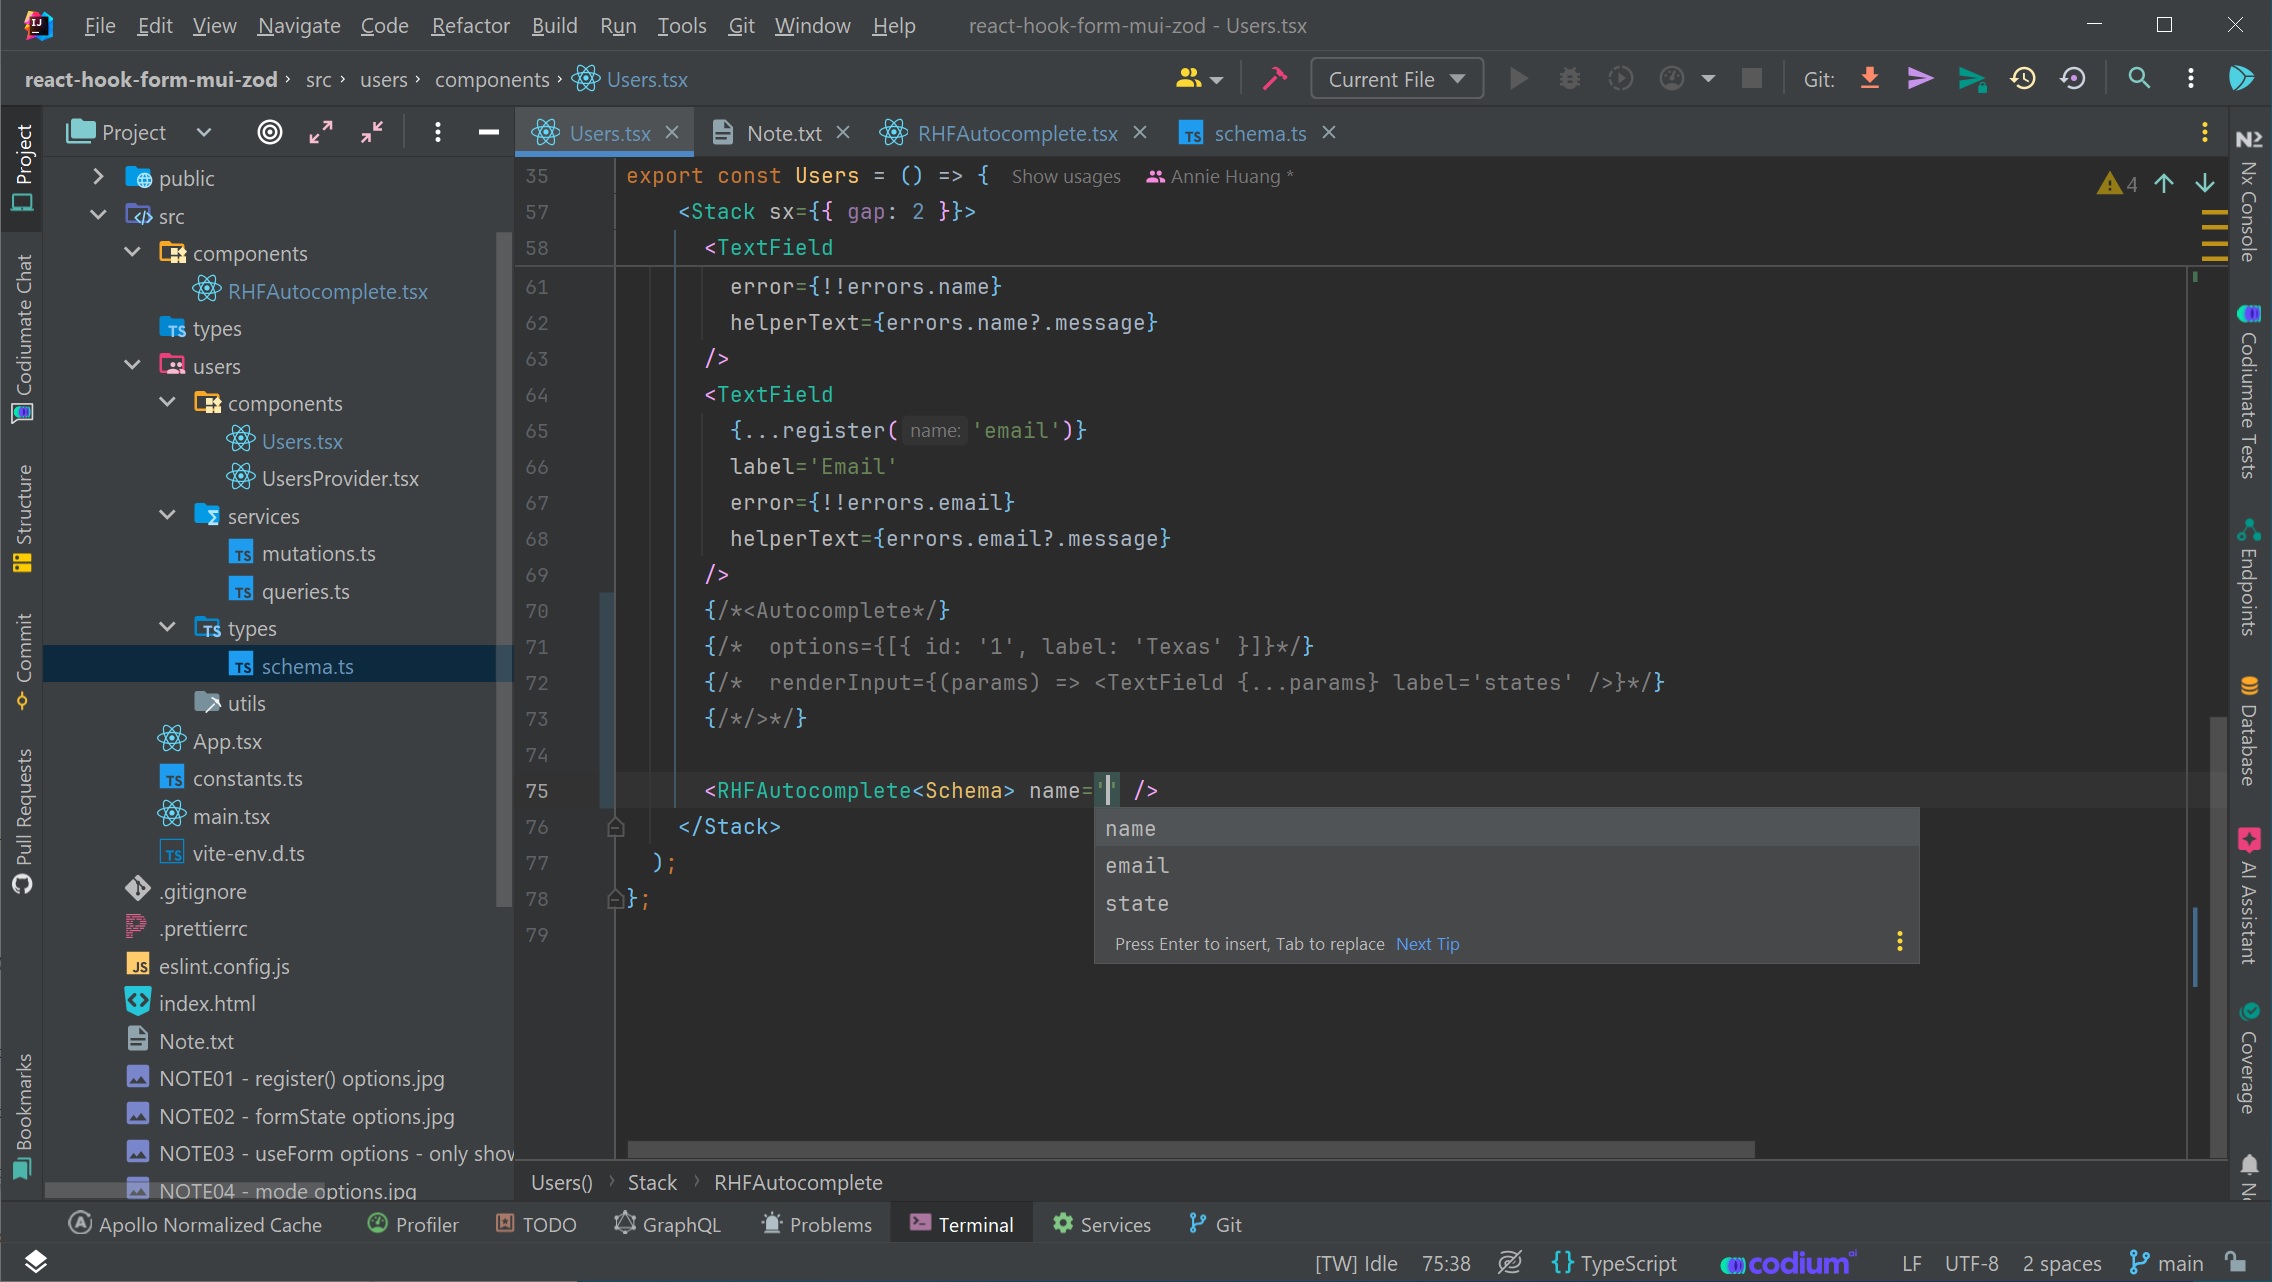 File Edit View Navigate Code Refactor Build Run Tools Git Window Help react-hook-form-mui-zod - Users.tsx
react-hook-form-mui-zod › src › users › components › Users.tsx
Current File
Git:
Project
Users.tsx
Note.txt
RHFAutocomplete.tsx
schema.ts
Project
Codiumate Chat
Structure
Commit
Pull Requests
Bookmarks
public
src
components
RHFAutocomplete.tsx
types
users
components
Users.tsx
UsersProvider.tsx
services
mutations.ts
queries.ts
types
schema.ts
utils
App.tsx
constants.ts
main.tsx
vite-env.d.ts
.gitignore
.prettierrc
eslint.config.js
index.html
Note.txt
NOTE01 - register() options.jpg
NOTE02 - formState options.jpg
NOTE03 - useForm options - only show
NOTE04 - mode options.jpg
35 export const Users = () => { Show usages Annie Huang *
57 <Stack sx={{ gap: 2 }}>
58 <TextField
61 error={!!errors.name}
62 helperText={errors.name?.message}
63 />
64 <TextField
65 {...register( name: 'email')}
66 label='Email'
67 error={!!errors.email}
68 helperText={errors.email?.message}
69 />
70 {/*<Autocomplete*/}
71 {/* options={[{ id: '1', label: 'Texas' }]}*/}
72 {/* renderInput={(params) => <TextField {...params} label='states' />}*/}
73 {/*/>*/}
74
75 <RHFAutocomplete<Schema> name='' />
76 </Stack>
77 );
78 };
79
name
email
state
Press Enter to insert, Tab to replace Next Tip
4
Nx Console
Codiumate Tests
Endpoints
Database
AI Assistant
Coverage
Users() › Stack › RHFAutocomplete
Apollo Normalized Cache Profiler TODO GraphQL Problems Terminal Services Git
[TW] Idle 75:38 {} TypeScript codium ai LF UTF-8 2 spaces main